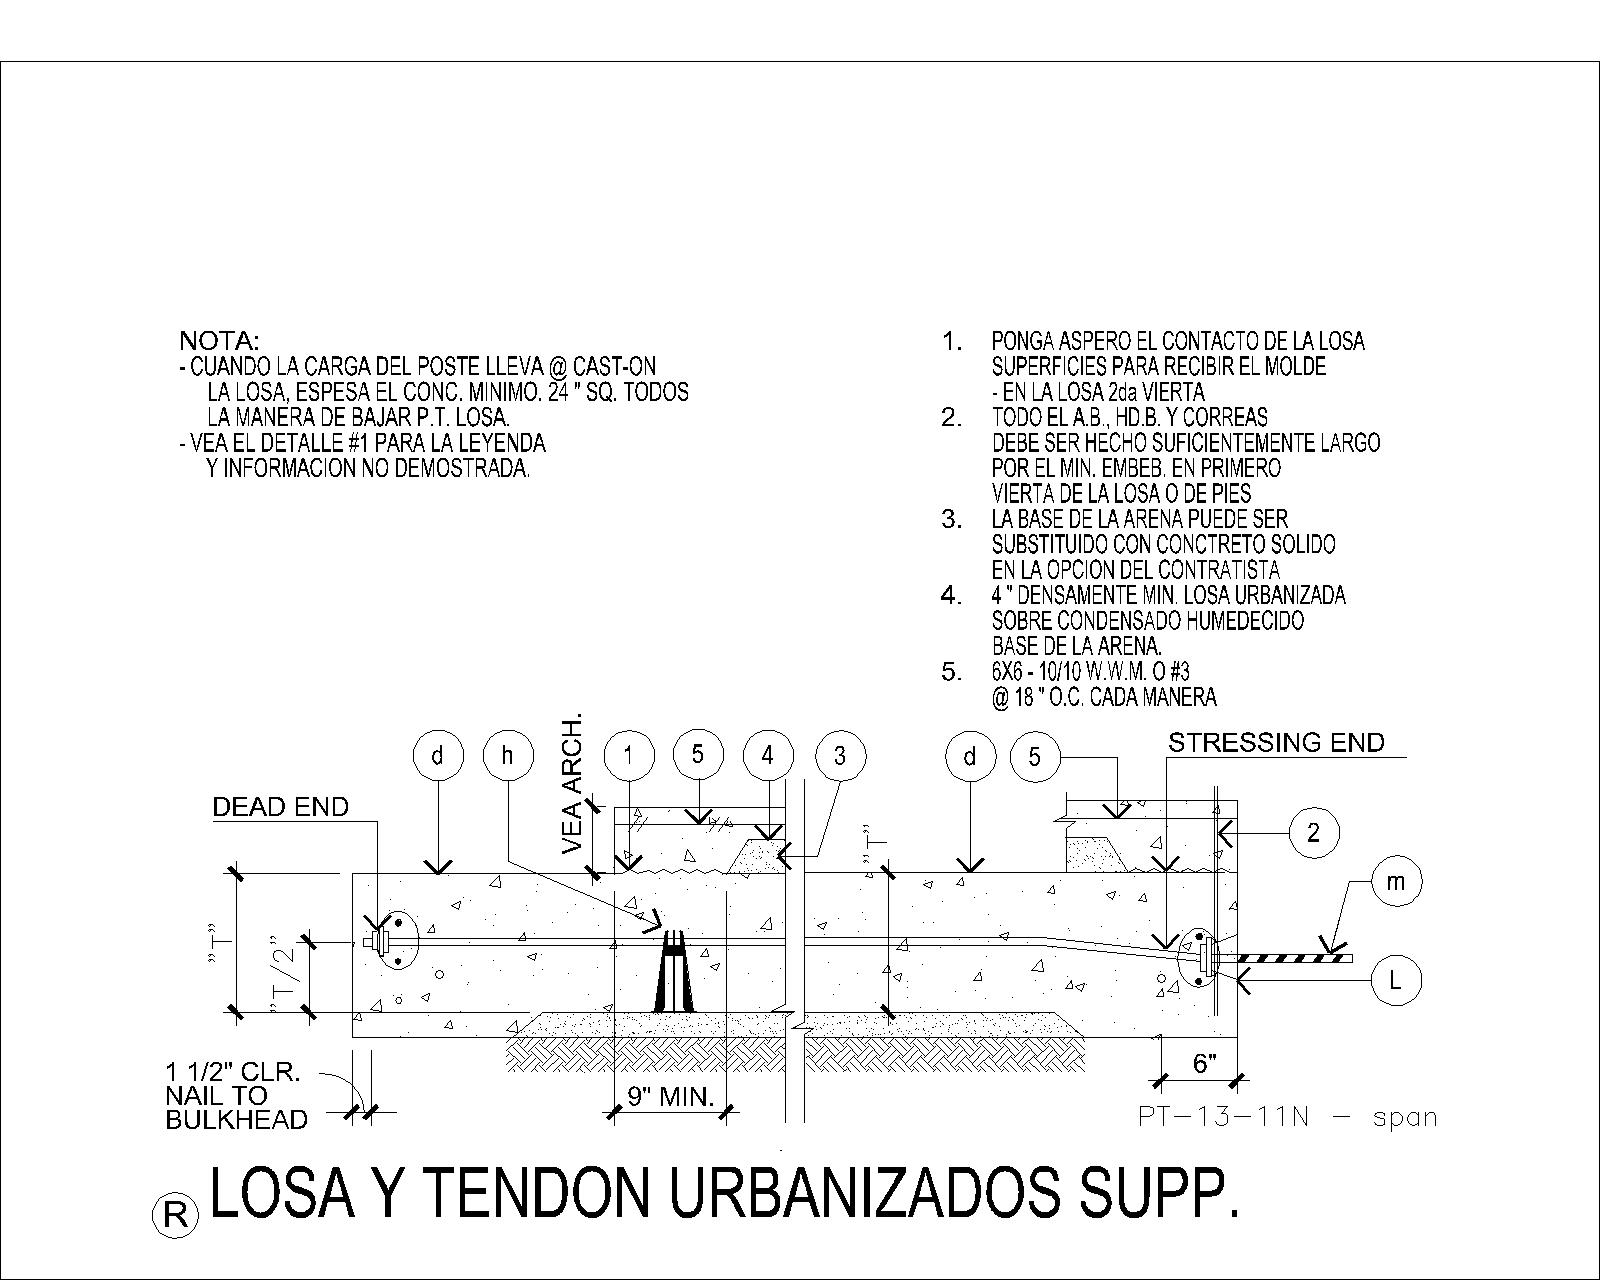 NOTA:
- CUANDO LA CARGA DEL POSTE LLEVA @ CAST-ON
LA LOSA, ESPESA EL CONC. MINIMO. 24 " SQ. TODOS
LA MANERA DE BAJAR P.T. LOSA.
- VEA EL DETALLE #1 PARA LA LEYENDA
Y INFORMACION NO DEMOSTRADA.
1. PONGA ASPERO EL CONTACTO DE LA LOSA
SUPERFICIES PARA RECIBIR EL MOLDE
- EN LA LOSA 2da VIERTA
2. TODO EL A.B., HD.B. Y CORREAS
DEBE SER HECHO SUFICIENTEMENTE LARGO
POR EL MIN. EMBEB. EN PRIMERO
VIERTA DE LA LOSA O DE PIES
3. LA BASE DE LA ARENA PUEDE SER
SUBSTITUIDO CON CONCTRETO SOLIDO
EN LA OPCION DEL CONTRATISTA
4. 4 " DENSAMENTE MIN. LOSA URBANIZADA
SOBRE CONDENSADO HUMEDECIDO
BASE DE LA ARENA.
5. 6X6 - 10/10 W.W.M. O #3
@ 18 " O.C. CADA MANERA
d
h
VEA ARCH.
1
5
4
3
d
5
STRESSING END
DEAD END
2
m
L
"T"
"T/2"
"T"
1 1/2" CLR.
NAIL TO
BULKHEAD
9" MIN.
6"
PT-13-11N - span
R LOSA Y TENDON URBANIZADOS SUPP.